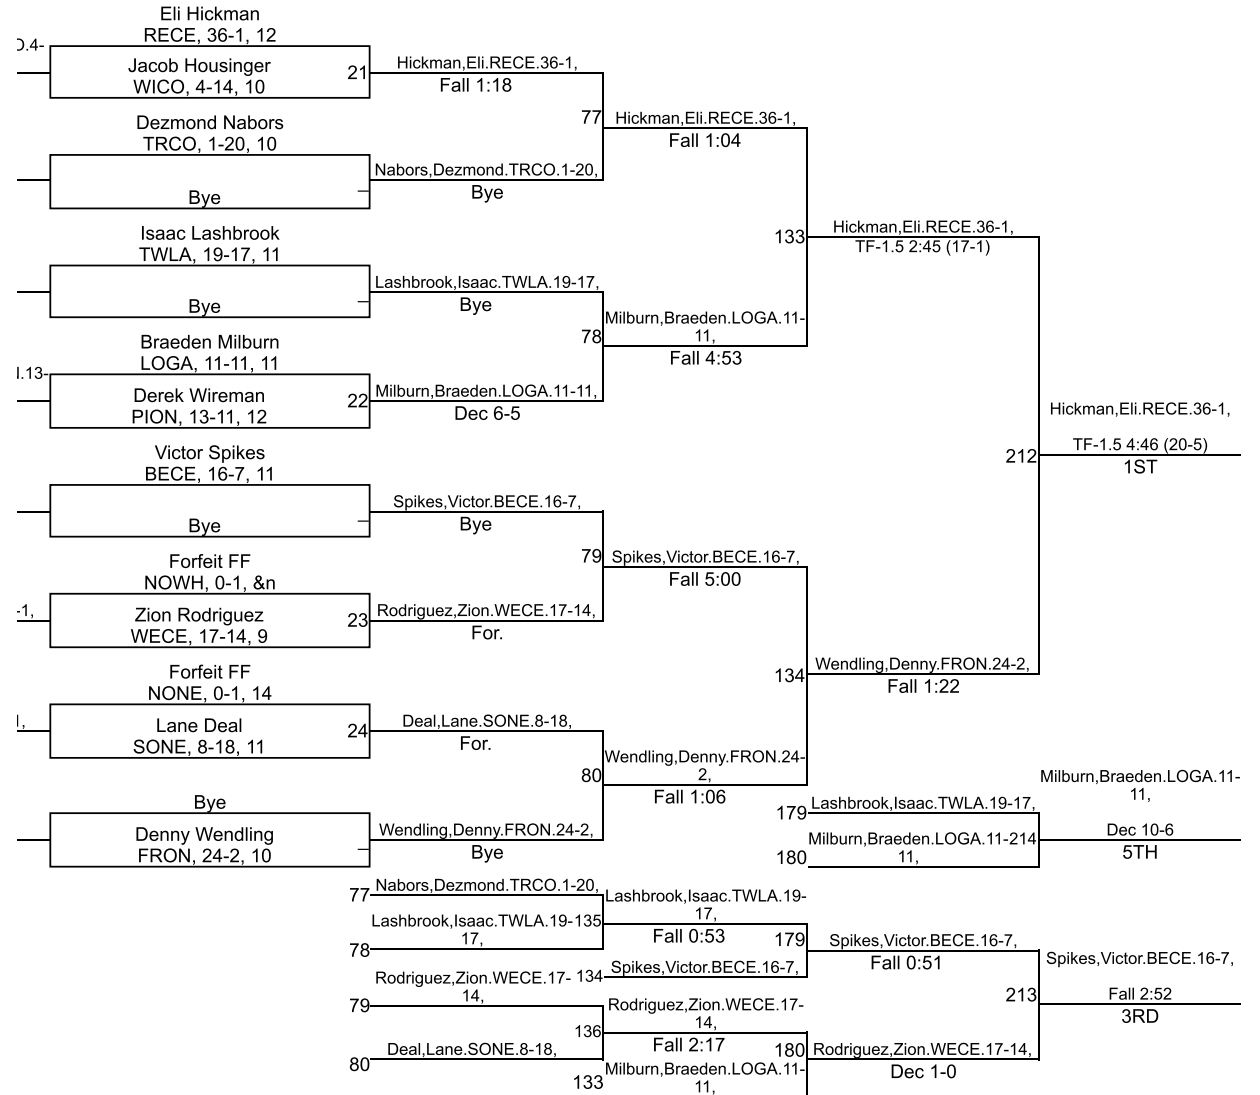 Eli Hickman
RECE, 36-1, 12
Jacob Housinger
WICO, 4-14, 10
21
Hickman,Eli.RECE.36-1,
Fall 1:18
Dezmond Nabors
TRCO, 1-20, 10
Bye
Nabors,Dezmond.TRCO.1-20,
Bye
77
Hickman,Eli.RECE.36-1,
Fall 1:04
Isaac Lashbrook
TWLA, 19-17, 11
Bye
Lashbrook,Isaac.TWLA.19-17,
Bye
Braeden Milburn
LOGA, 11-11, 11
.13-
Derek Wireman
PION, 13-11, 12
22
Milburn,Braeden.LOGA.11-11,
Dec 6-5
78
Milburn,Braeden.LOGA.11-
11,
Fall 4:53
133
Hickman,Eli.RECE.36-1,
TF-1.5 2:45 (17-1)
Victor Spikes
BECE, 16-7, 11
Bye
Spikes,Victor.BECE.16-7,
Bye
Forfeit FF
NOWH, 0-1, &n
-1,
Zion Rodriguez
WECE, 17-14, 9
23
Rodriguez,Zion.WECE.17-14,
For.
79
Spikes,Victor.BECE.16-7,
Fall 5:00
Forfeit FF
NONE, 0-1, 14
Lane Deal
SONE, 8-18, 11
24
Deal,Lane.SONE.8-18,
For.
Bye
Denny Wendling
FRON, 24-2, 10
Wendling,Denny.FRON.24-2,
Bye
80
Wendling,Denny.FRON.24-
2,
Fall 1:06
134
Wendling,Denny.FRON.24-2,
Fall 1:22
212
Hickman,Eli.RECE.36-1,
TF-1.5 4:46 (20-5)
1ST
179
Lashbrook,Isaac.TWLA.19-17,
180
Milburn,Braeden.LOGA.11-
11,
214
Milburn,Braeden.LOGA.11-
11,
Dec 10-6
5TH
77
Nabors,Dezmond.TRCO.1-20,
78
Lashbrook,Isaac.TWLA.19-
17,
135
Lashbrook,Isaac.TWLA.19-
17,
Fall 0:53
134
Spikes,Victor.BECE.16-7,
179
Spikes,Victor.BECE.16-7,
Fall 0:51
79
Rodriguez,Zion.WECE.17-
14,
80
Deal,Lane.SONE.8-18,
136
Rodriguez,Zion.WECE.17-
14,
Fall 2:17
133
Milburn,Braeden.LOGA.11-
11,
180
Rodriguez,Zion.WECE.17-14,
Dec 1-0
213
Spikes,Victor.BECE.16-7,
Fall 2:52
3RD